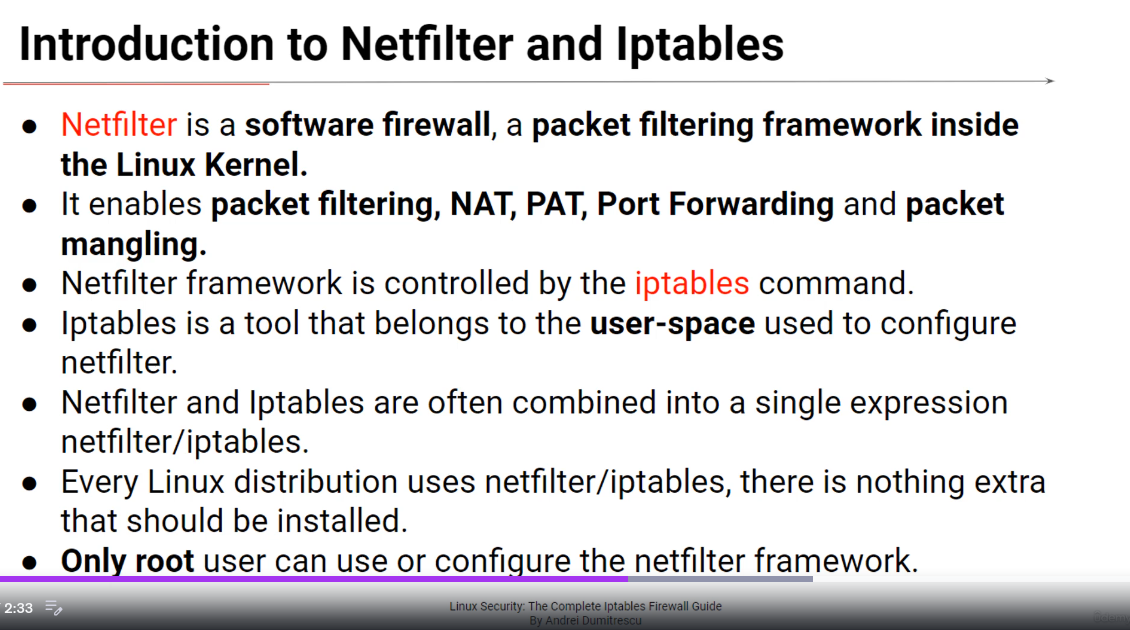 Introduction to Netfilter and Iptables
● Netfilter is a software firewall, a packet filtering framework inside
the Linux Kernel.
● It enables packet filtering, NAT, PAT, Port Forwarding and packet
mangling.
● Netfilter framework is controlled by the iptables command.
● Iptables is a tool that belongs to the user-space used to configure
netfilter.
● Netfilter and Iptables are often combined into a single expression
netfilter/iptables.
● Every Linux distribution uses netfilter/iptables, there is nothing extra
that should be installed.
● Only root user can use or configure the netfilter framework.
2:33
Linux Security: The Complete Iptables Firewall Guide
By Andrei Dumitrescu